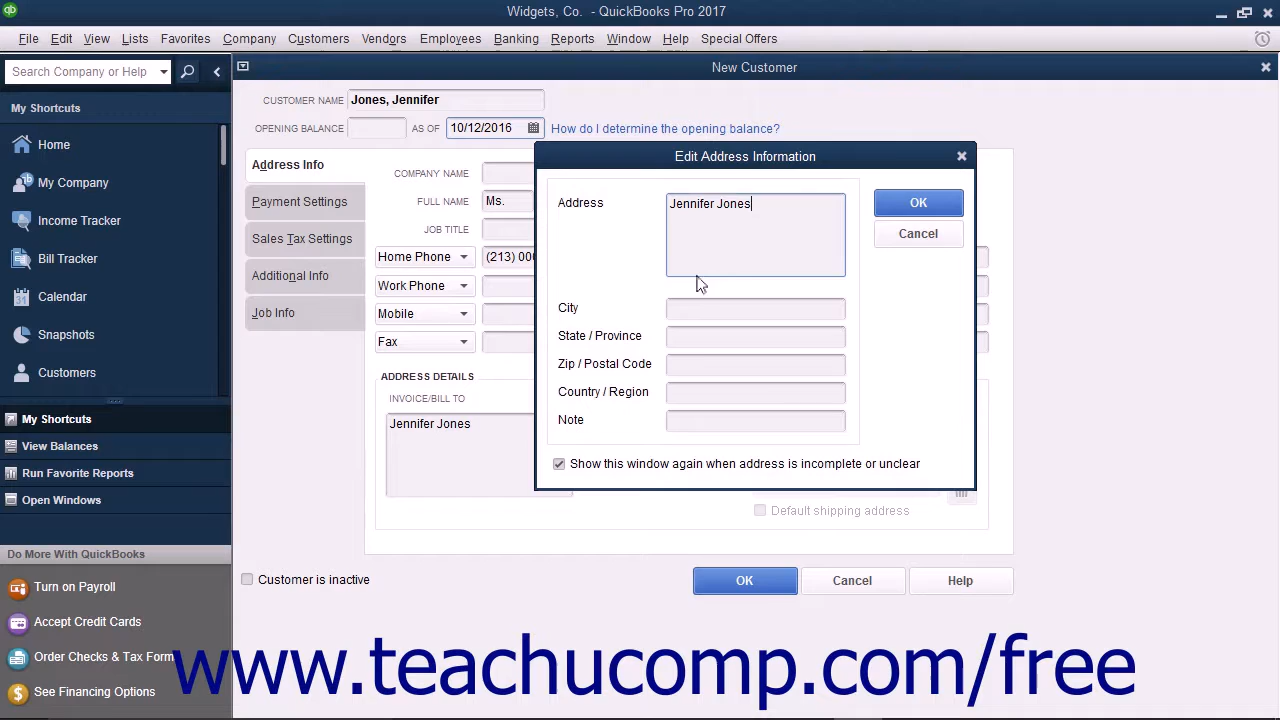 Widgets, Co. - QuickBooks Pro 2017
File Edit View Lists Favorites Company Customers Vendors Employees Banking Reports Window Help Special Offers
Search Company or Help
My Shortcuts
Home
My Company
Income Tracker
Bill Tracker
Calendar
Snapshots
Customers
My Shortcuts
View Balances
Run Favorite Reports
Open Windows
Do More With QuickBooks
Turn on Payroll
Accept Credit Cards
Order Checks & Tax Form
See Financing Options
New Customer
CUSTOMER NAME Jones, Jennifer
OPENING BALANCE AS OF 10/12/2016 How do I determine the opening balance?
Address Info
Payment Settings
Sales Tax Settings
Additional Info
Job Info
COMPANY NAME
FULL NAME Ms.
JOB TITLE
Home Phone (213) 00
Work Phone
Mobile
Fax
ADDRESS DETAILS
INVOICE/BILL TO
Jennifer Jones
Default shipping address
Edit Address Information
Address Jennifer Jones
City
State / Province
Zip / Postal Code
Country / Region
Note
Show this window again when address is incomplete or unclear
OK
Cancel
Customer is inactive
OK Cancel Help
www.teachucomp.com/free